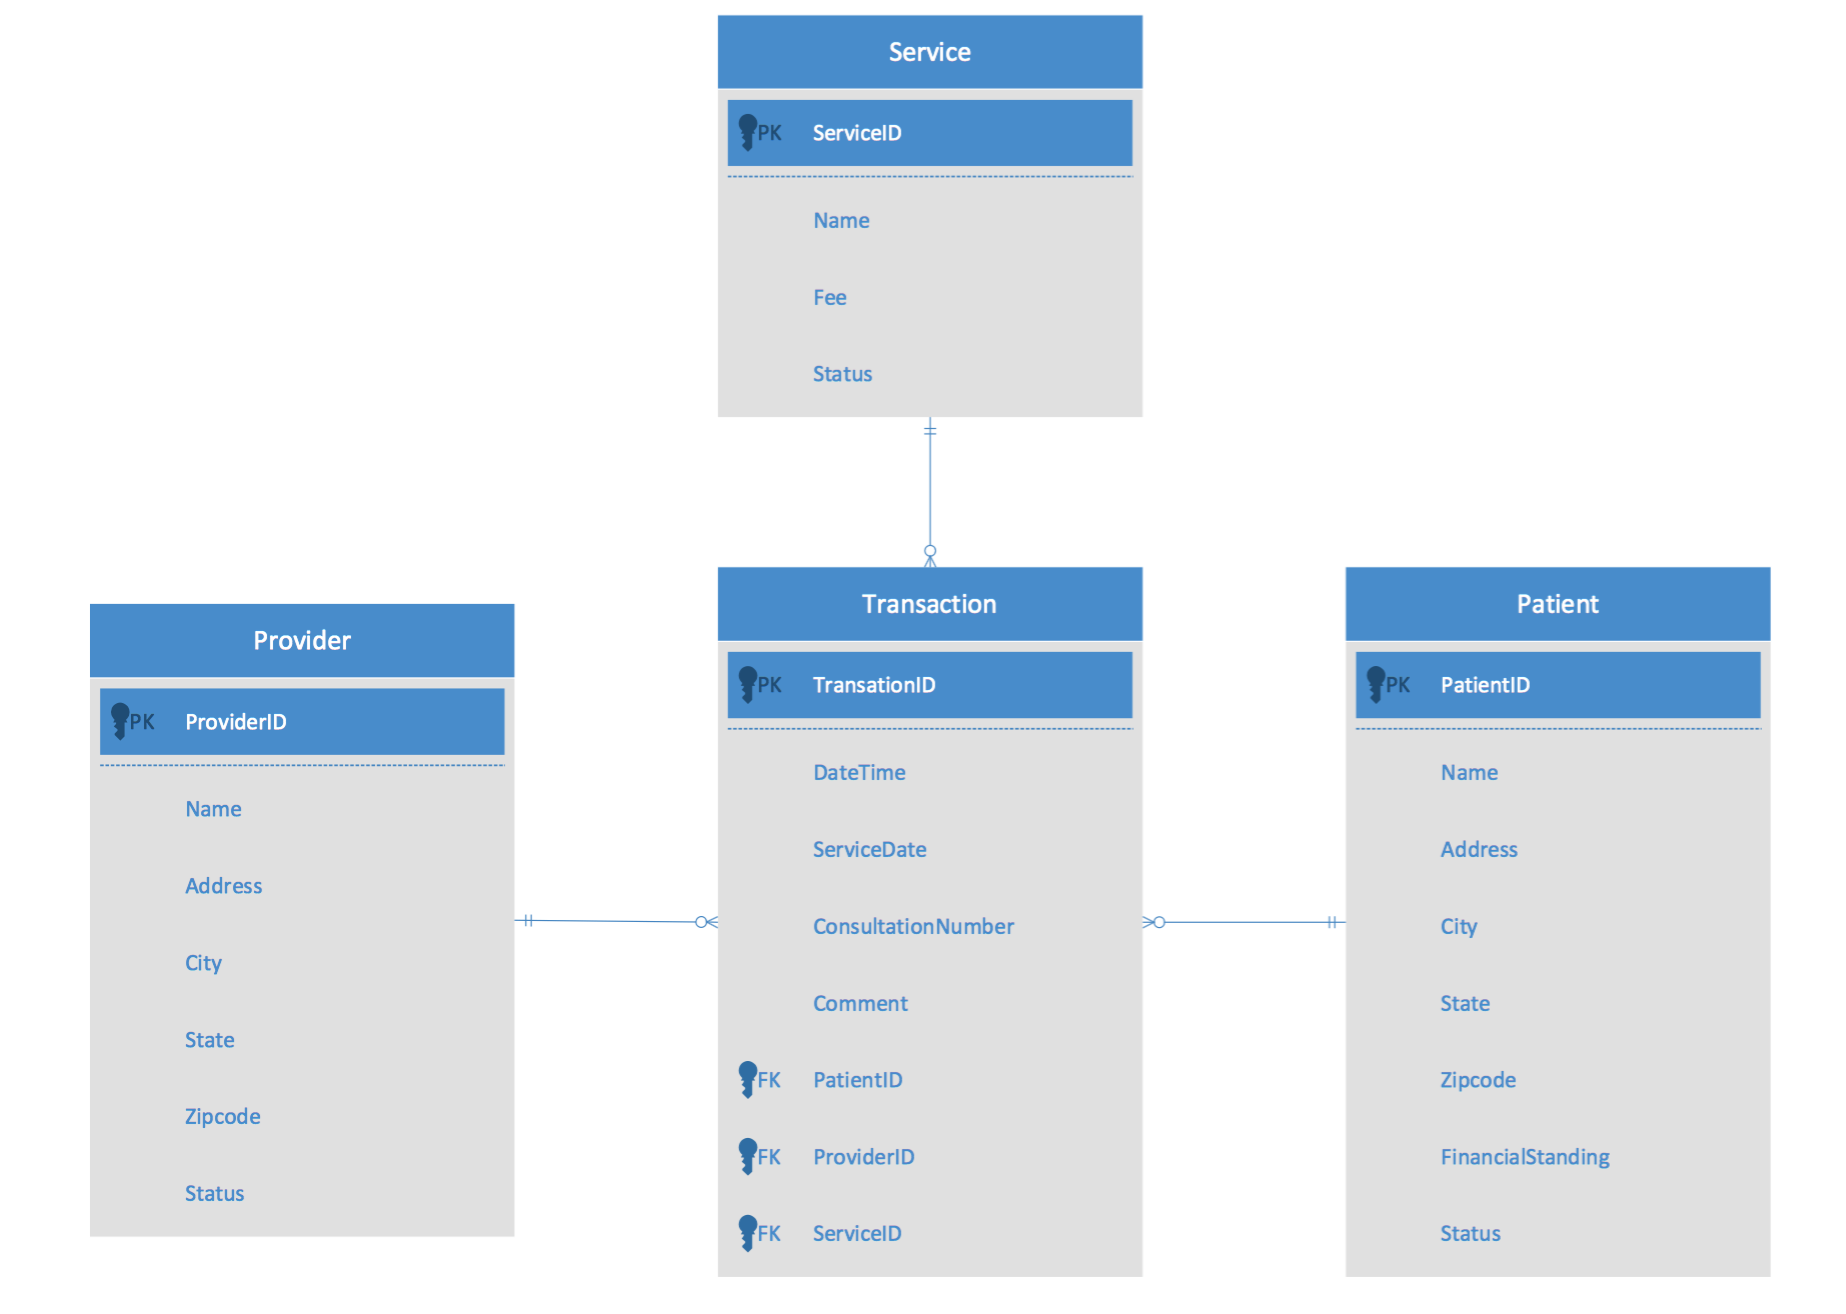 Service
PK ServiceID
Name
Fee
Status
Provider
PK ProviderID
Name
Address
City
State
Zipcode
Status
Transaction
PK TransationID
DateTime
ServiceDate
ConsultationNumber
Comment
FK PatientID
FK ProviderID
FK ServiceID
Patient
PK PatientID
Name
Address
City
State
Zipcode
FinancialStanding
Status